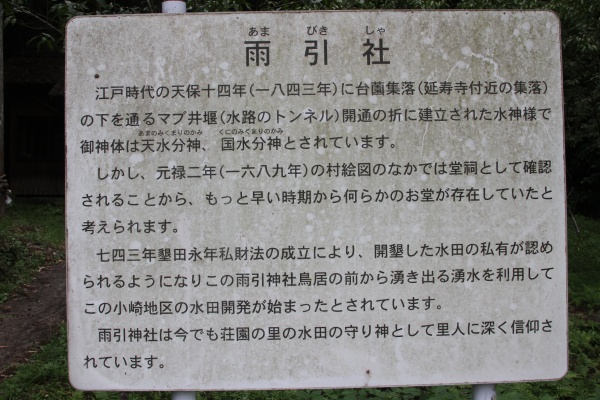 あま びき しゃ
雨引社
江戸時代の天保十四年(一八四三年)に台薗集落(延寿寺付近の集落)
の下を通るマブ井堰(水路のトンネル)開通の折に建立された水神様で
あまのみくまりのかみ くにのみくまりのかみ
御神体は天水分神、国水分神とされています。
しかし、元禄二年(一六八九年)の村絵図のなかでは堂祠として確認
されることから、もっと早い時期から何らかのお堂が存在していたと
考えられます。
七四三年墾田永年私財法の成立により、開墾した水田の私有が認め
られるようになりこの雨引神社鳥居の前から湧き出る湧水を利用して
この小崎地区の水田開発が始まったとされています。
雨引神社は今でも荘園の里の水田の守り神として里人に深く信仰さ
れています。